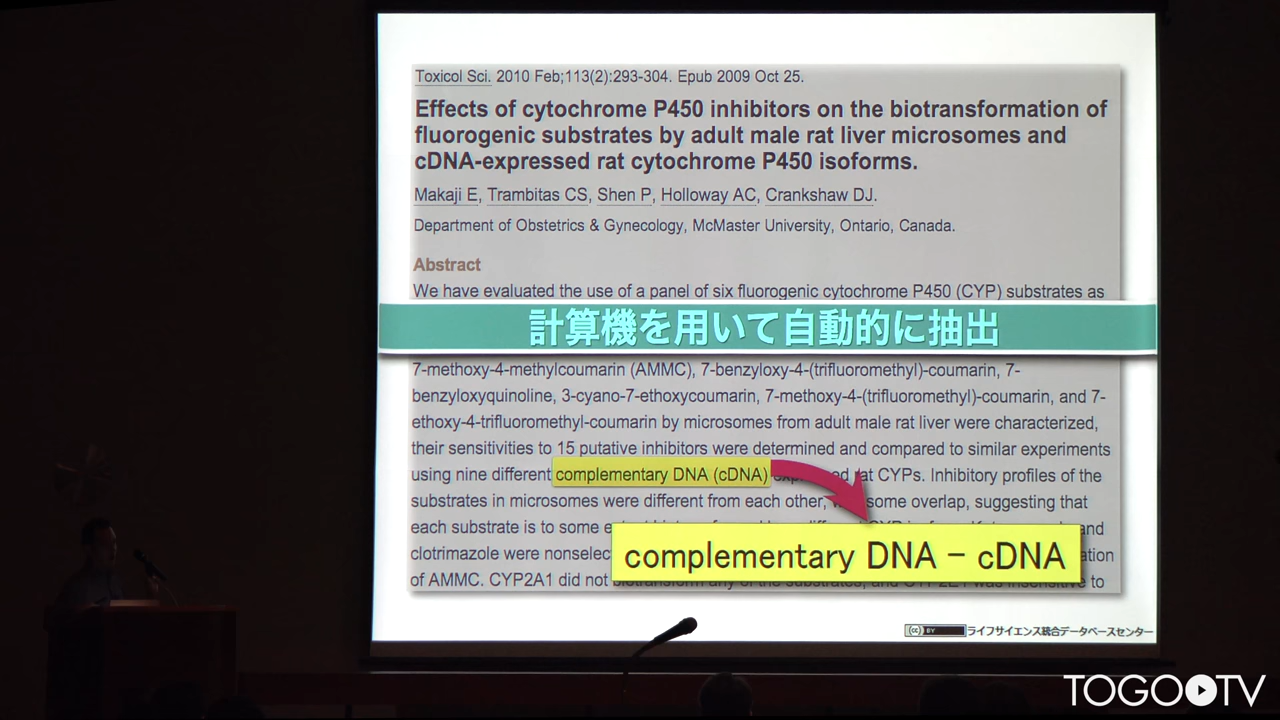 Toxicol Sci. 2010 Feb;113(2):293-304. Epub 2009 Oct 25.
Effects of cytochrome P450 inhibitors on the biotransformation of
fluorogenic substrates by adult male rat liver microsomes and
cDNA-expressed rat cytochrome P450 isoforms.
Makaji E, Trambitas CS, Shen P, Holloway AC, Crankshaw DJ.
Department of Obstetrics & Gynecology, McMaster University, Ontario, Canada.
Abstract
We have evaluated the use of a panel of six fluorogenic cytochrome P450 (CYP) substrates as
計算機を用いて自動的に抽出
7-methoxy-4-methylcoumarin (AMMC), 7-benzyloxy-4-(trifluoromethyl)-coumarin, 7-
benzyloxyquinoline, 3-cyano-7-ethoxycoumarin, 7-methoxy-4-(trifluoromethyl)-coumarin, and 7-
ethoxy-4-trifluoromethyl-coumarin by microsomes from adult male rat liver were characterized,
their sensitivities to 15 putative inhibitors were determined and compared to similar experiments
using nine different complementary DNA (cDNA) rat CYPs. Inhibitory profiles of the
substrates in microsomes were different from each other, some overlap, suggesting that
each substrate is to some and
clotrimazole were
of AMMC. CYP2A1 did not to
complementary DNA – cDNA
(cc) BY ライフサイエンス統合データベースセンター
TOGOTV